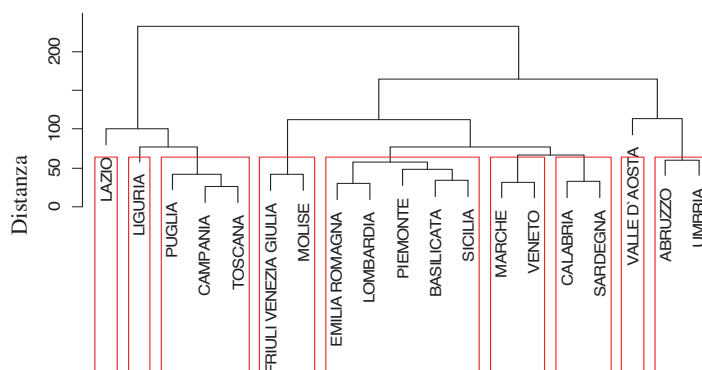 200
100
50
0
Distanza
LAZIO
LIGURIA
PUGLIA
CAMPANIA
TOSCANA
FRIULI VENEZIA GIULIA
MOLISE
EMILIA ROMAGNA
LOMBARDIA
PIEMONTE
BASILICATA
SICILIA
MARCHE
VENETO
CALABRIA
SARDEGNA
VALLE D`AOSTA
ABRUZZO
UMBRIA